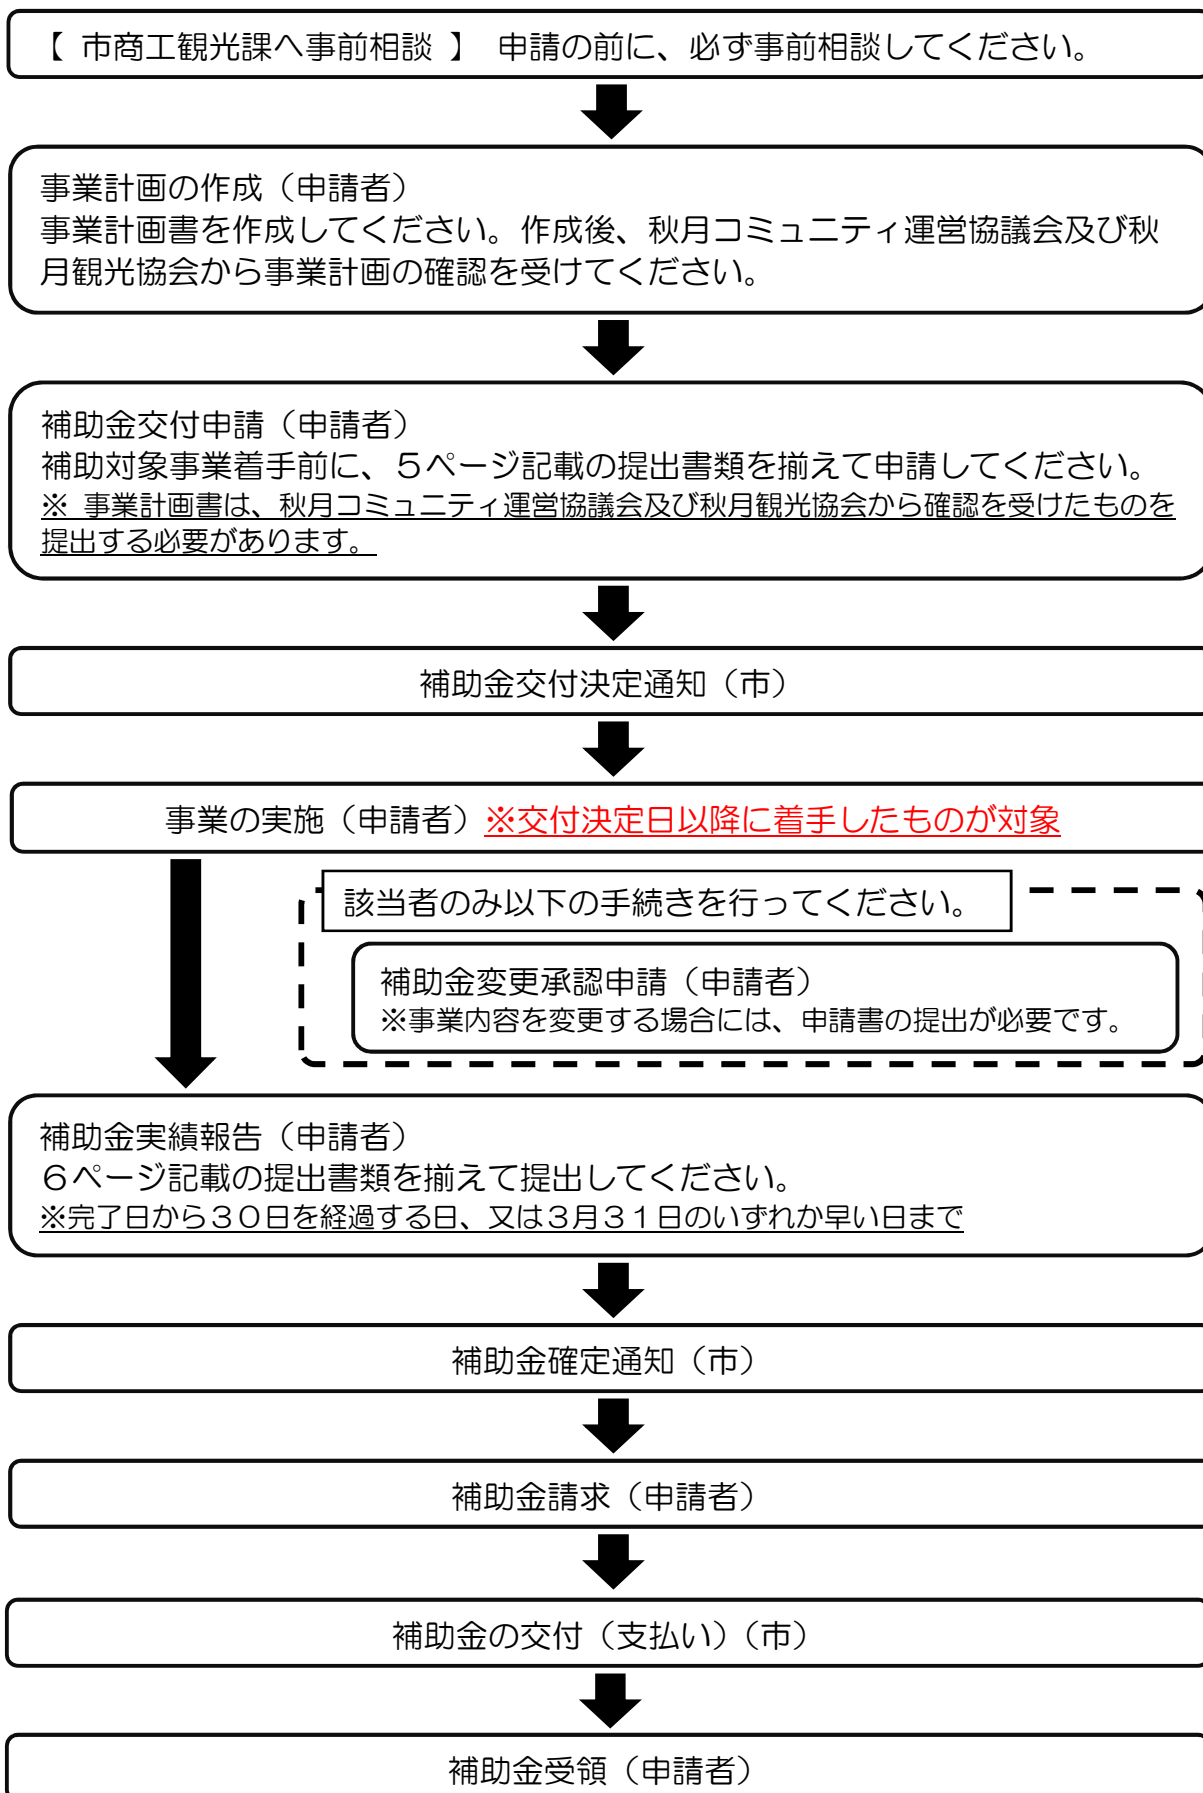 【 市商工観光課へ事前相談 】 申請の前に、必ず事前相談してください。
事業計画の作成（申請者）
事業計画書を作成してください。作成後、秋月コミュニティ運営協議会及び秋
月観光協会から事業計画の確認を受けてください。
補助金交付申請（申請者）
補助対象事業着手前に、５ページ記載の提出書類を揃えて申請してください。
※ 事業計画書は、秋月コミュニティ運営協議会及び秋月観光協会から確認を受けたものを
提出する必要があります。
補助金交付決定通知（市）
事業の実施（申請者）※交付決定日以降に着手したものが対象
該当者のみ以下の手続きを行ってください。
補助金変更承認申請（申請者）
※事業内容を変更する場合には、申請書の提出が必要です。
補助金実績報告（申請者）
６ページ記載の提出書類を揃えて提出してください。
※完了日から３０日を経過する日、又は３月３１日のいずれか早い日まで
補助金確定通知（市）
補助金請求（申請者）
補助金の交付（支払い）（市）
補助金受領（申請者）